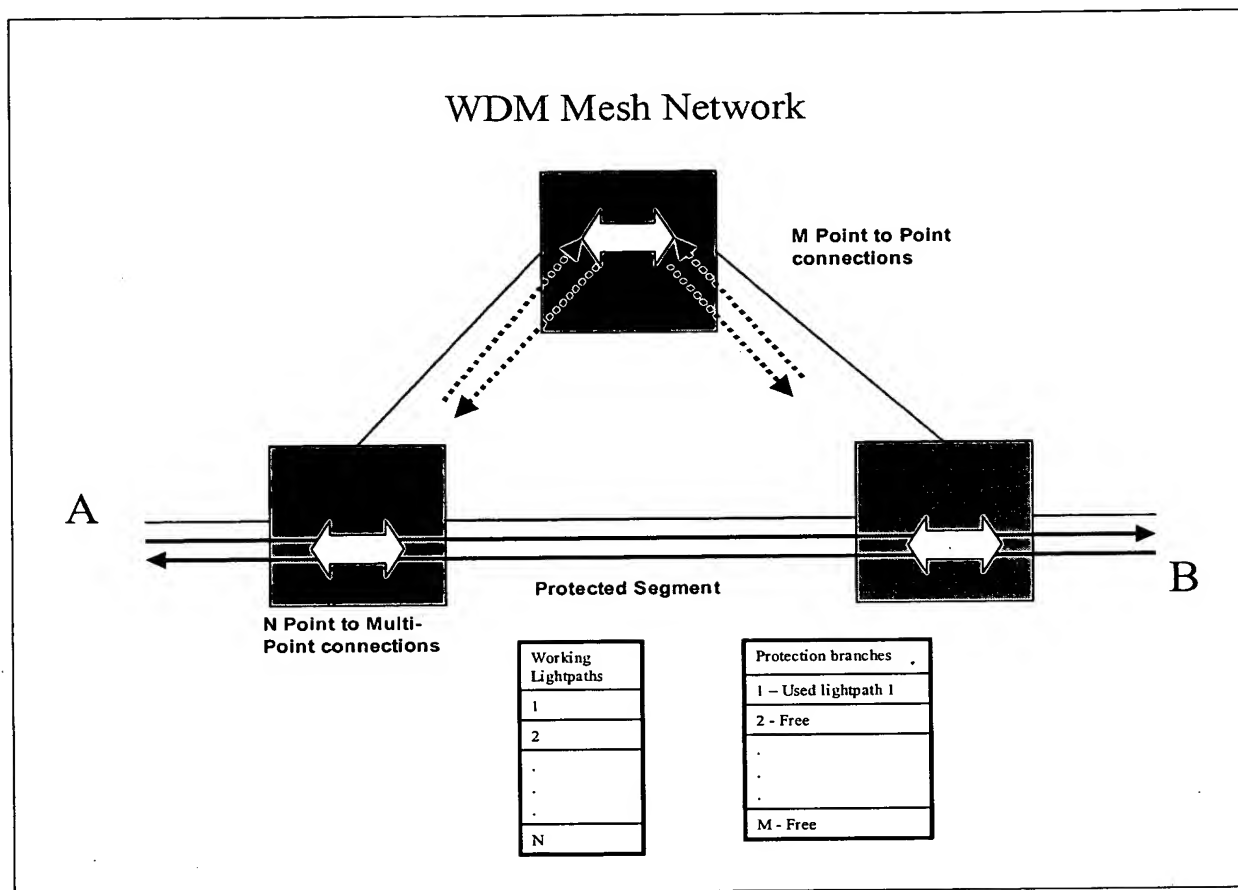 WDM Mesh Network
M Point to Point
connections
A
B
Protected Segment
N Point to Multi-
Point connections
Working
Lightpaths
1
2
.
.
.
N
Protection branches
1 – Used lightpath 1
2 - Free
.
.
.
M - Free